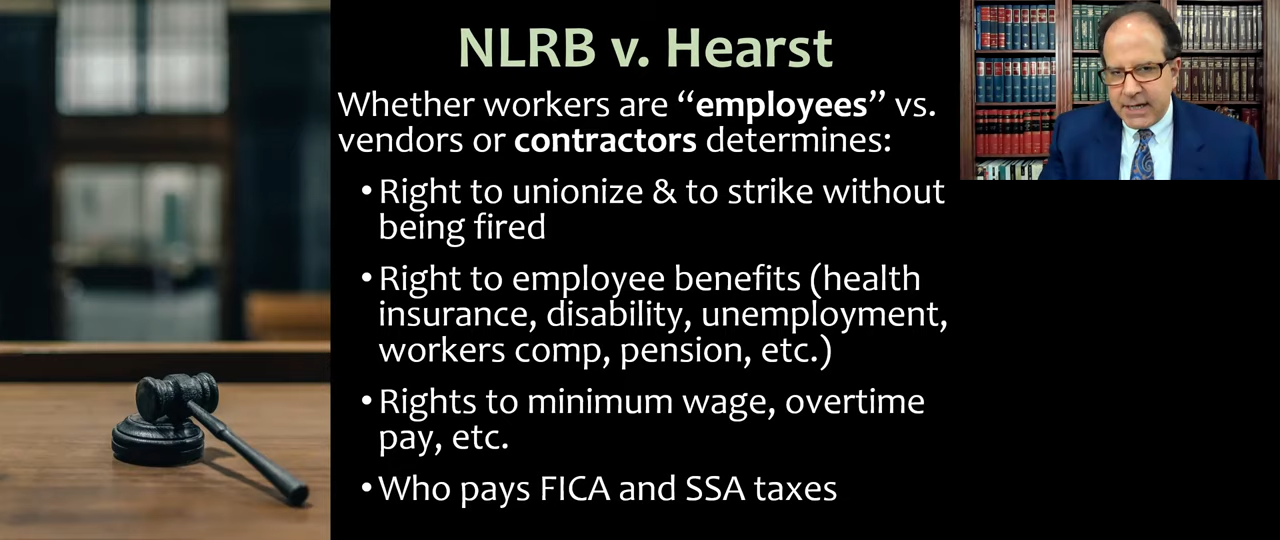 NLRB v. Hearst
Whether workers are “employees” vs.
vendors or contractors determines:
• Right to unionize & to strike without
being fired
• Right to employee benefits (health
insurance, disability, unemployment,
workers comp, pension, etc.)
• Rights to minimum wage, overtime
pay, etc.
• Who pays FICA and SSA taxes